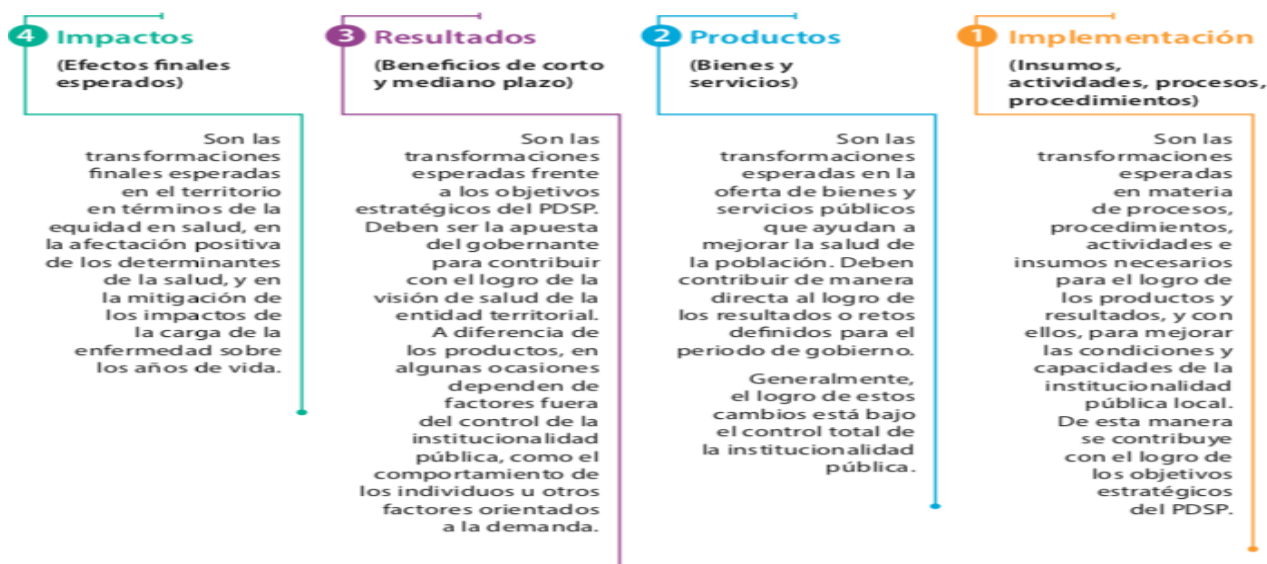 4 Impactos
(Efectos finales
esperados)
Son las
transformaciones
finales esperadas
en el territorio
en términos de la
equidad en salud, en
la afectación positiva
de los determinantes
de la salud, y en
la mitigación de
los impactos de
la carga de la
enfermedad sobre
los años de vida.
3 Resultados
(Beneficios de corto
y mediano plazo)
Son las
transformaciones
esperadas frente
a los objetivos
estratégicos del PDSP.
Deben ser la apuesta
del gobernante
para contribuir
con el logro de la
visión de salud de la
entidad territorial.
A diferencia de
los productos, en
algunas ocasiones
dependen de
factores fuera
del control de la
institucionalidad
pública, como el
comportamiento de
los individuos u otros
factores orientados
a la demanda.
2 Productos
(Bienes y
servicios)
Son las
transformaciones
esperadas en la
oferta de bienes y
servicios públicos
que ayudan a
mejorar la salud de
la población. Deben
contribuir de manera
directa al logro de
los resultados o retos
definidos para el
periodo de gobierno.
Generalmente,
el logro de estos
cambios está bajo
el control total de
la institucionalidad
pública.
1 Implementación
(Insumos,
actividades, procesos,
procedimientos)
Son las
transformaciones
esperadas
en materia
de procesos,
procedimientos,
actividades e
insumos necesarios
para el logro de
los productos y
resultados, y con
ellos, para mejorar
las condiciones y
capacidades de la
institucionalidad
pública local.
De esta manera
se contribuye
con el logro de
los objetivos
estratégicos
del PDSP.